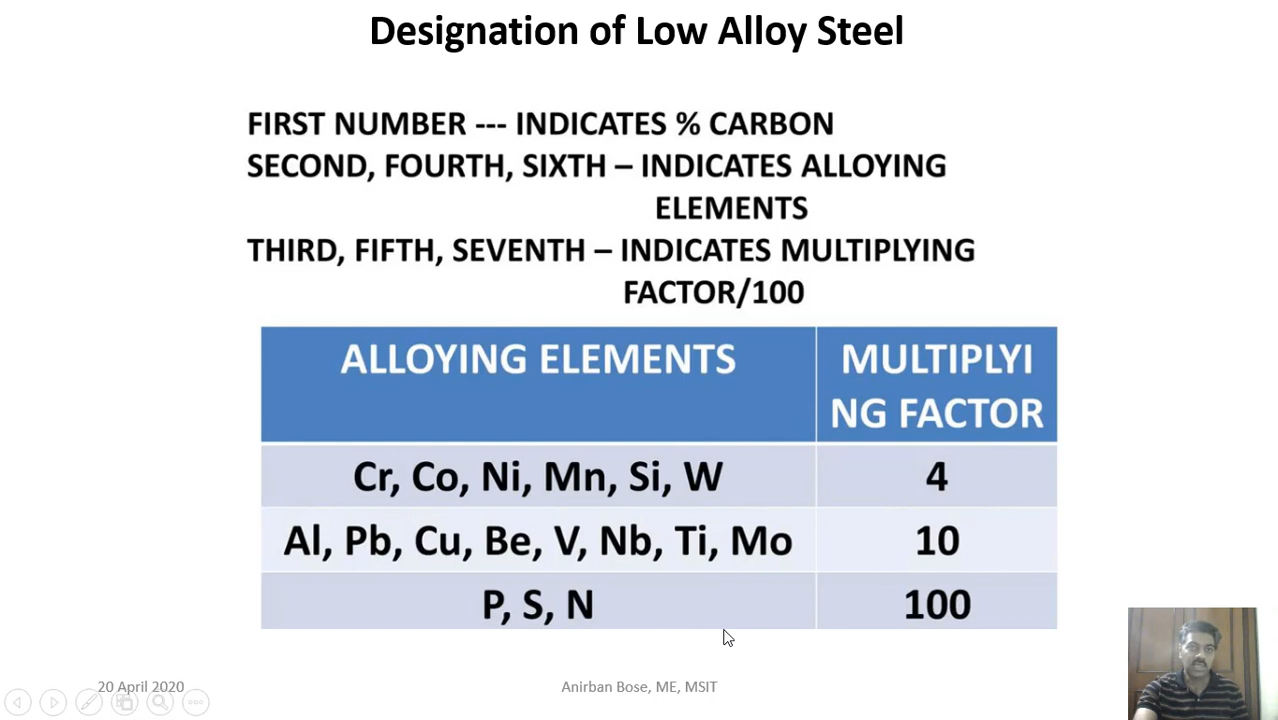 Designation of Low Alloy Steel
FIRST NUMBER --- INDICATES % CARBON
SECOND, FOURTH, SIXTH – INDICATES ALLOYING
ELEMENTS
THIRD, FIFTH, SEVENTH – INDICATES MULTIPLYING
FACTOR/100
ALLOYING ELEMENTS
MULTIPLYI
NG FACTOR
Cr, Co, Ni, Mn, Si, W
4
Al, Pb, Cu, Be, V, Nb, Ti, Mo
10
P, S, N
100
20 April 2020
Anirban Bose, ME, MSIT